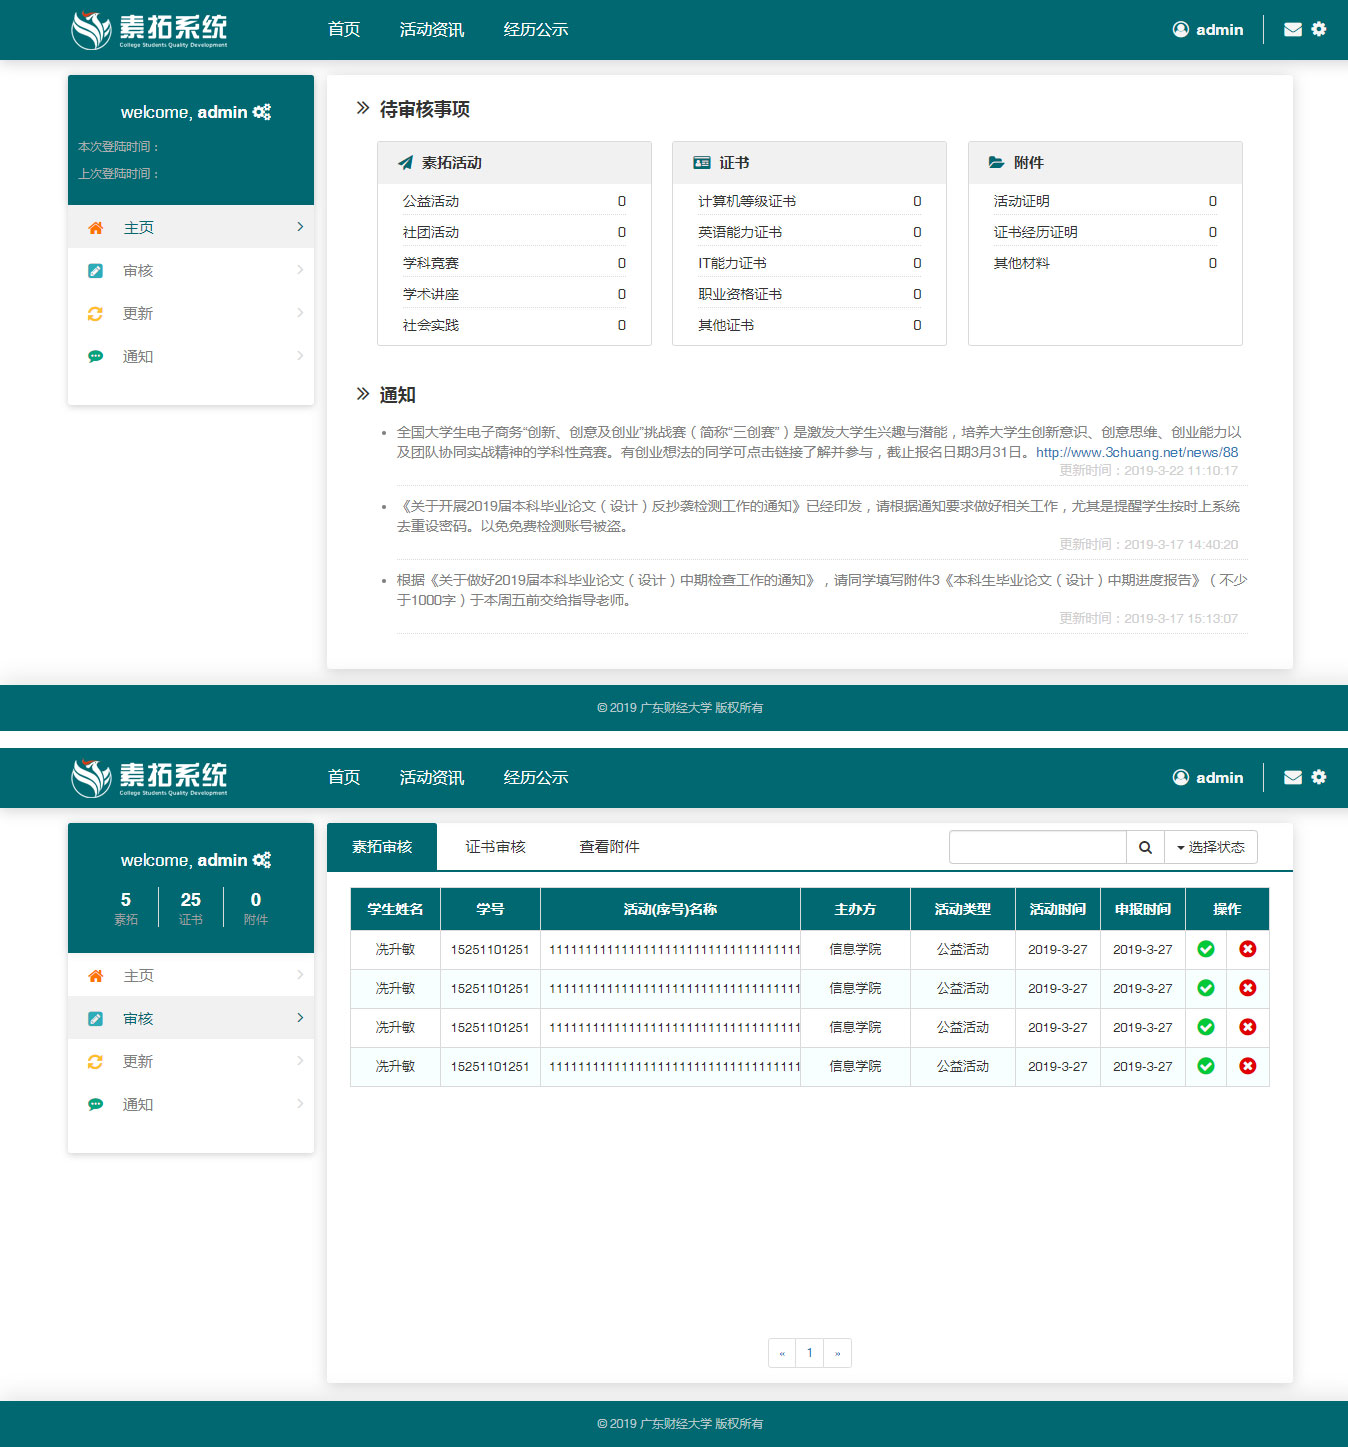 素拓系统
College Students Quality Development
首页
活动资讯
经历公示
admin
welcome, admin
本次登陆时间：
上次登陆时间：
主页
审核
更新
通知
待审核事项
素拓活动
公益活动 0
社团活动 0
学科竞赛 0
学术讲座 0
社会实践 0
证书
计算机等级证书 0
英语能力证书 0
IT能力证书 0
职业资格证书 0
其他证书 0
附件
活动证明 0
证书经历证明 0
其他材料 0
通知
全国大学生电子商务“创新、创意及创业”挑战赛（简称“三创赛”）是激发大学生兴趣与潜能，培养大学生创新意识、创意思维、创业能力以
及团队协同实战精神的学科性竞赛。有创业想法的同学可点击链接了解并参与，截止报名日期3月31日。http://www.3chuang.net/news/88
更新时间：2019-3-22 11:10:17
《关于开展2019届本科毕业论文（设计）反抄袭检测工作的通知》已经印发，请根据通知要求做好相关工作，尤其是提醒学生按时上系统
去重设密码。以免免费检测账号被盗。
更新时间：2019-3-17 14:40:20
根据《关于做好2019届本科毕业论文（设计）中期检查工作的通知》，请同学填写附件3《本科生毕业论文（设计）中期进度报告》（不少
于1000字）于本周五前交给指导老师。
更新时间：2019-3-17 15:13:07
© 2019 广东财经大学 版权所有
素拓系统
College Students Quality Development
首页
活动资讯
经历公示
admin
welcome, admin
5 25 0
素拓 证书 附件
主页
审核
更新
通知
素拓审核 证书审核 查看附件
选择状态
学生姓名 学号 活动(序号)名称 主办方 活动类型 活动时间 申报时间 操作
冼升敏 15251101251 11111111111111111111111111111111111 信息学院 公益活动 2019-3-27 2019-3-27
冼升敏 15251101251 11111111111111111111111111111111111 信息学院 公益活动 2019-3-27 2019-3-27
冼升敏 15251101251 11111111111111111111111111111111111 信息学院 公益活动 2019-3-27 2019-3-27
冼升敏 15251101251 11111111111111111111111111111111111 信息学院 公益活动 2019-3-27 2019-3-27
« 1 »
© 2019 广东财经大学 版权所有